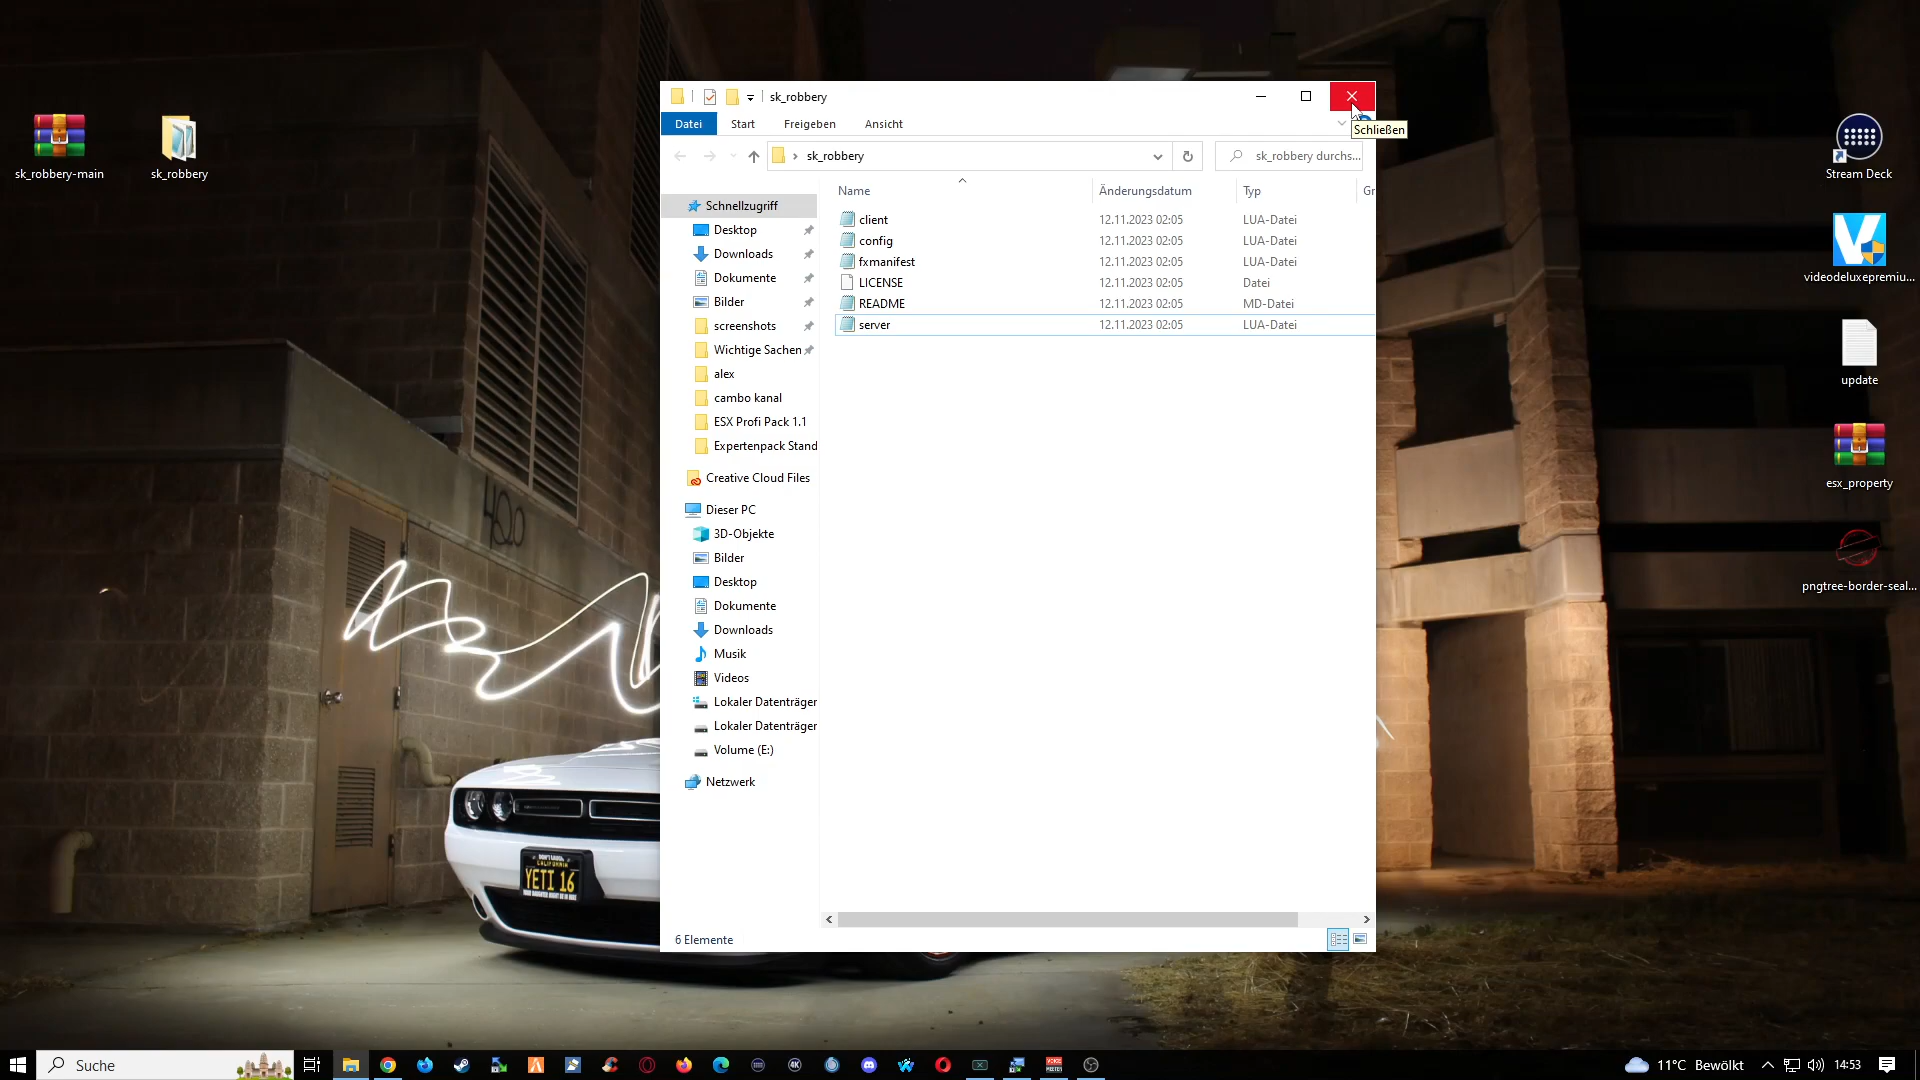 sk_robbery-main
sk_robbery
sk_robbery
Schließen
Datei
Start
Freigeben
Ansicht
sk_robbery
sk_robbery durchs...
Name
Änderungsdatum
Typ
Gr
client
12.11.2023 02:05
LUA-Datei
config
12.11.2023 02:05
LUA-Datei
fxmanifest
12.11.2023 02:05
LUA-Datei
LICENSE
12.11.2023 02:05
Datei
README
12.11.2023 02:05
MD-Datei
server
12.11.2023 02:05
LUA-Datei
Schnellzugriff
Desktop
Downloads
Dokumente
Bilder
screenshots
Wichtige Sachen
alex
cambo kanal
ESX Profi Pack 1.1
Expertenpack Stand
Creative Cloud Files
Dieser PC
3D-Objekte
Bilder
Desktop
Dokumente
Downloads
Musik
Videos
Lokaler Datenträger
Lokaler Datenträger
Volume (E:)
Netzwerk
6 Elemente
Stream Deck
videodeluxepremiu...
update
esx_property
pngtree-border-seal...
CALIFORNIA
YETI 16
Suche
4K
11°C Bewölkt
14:53